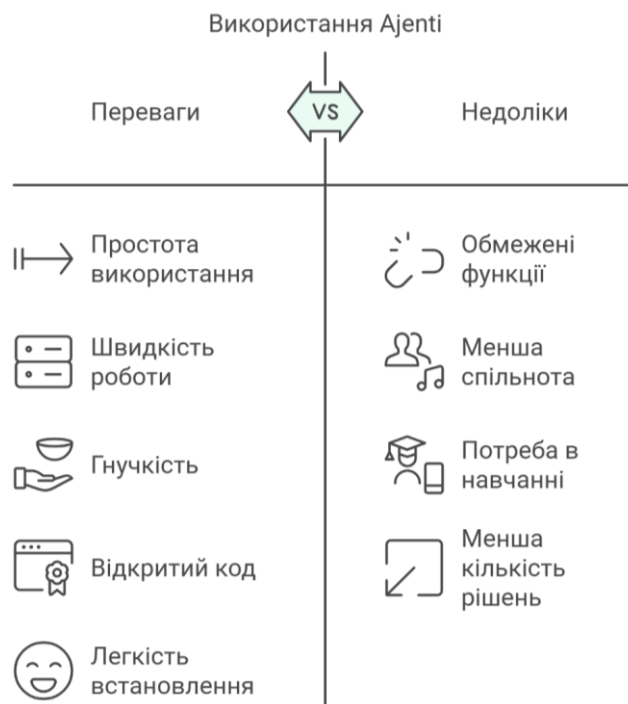 Використання Ajenti
Переваги
VS
Недоліки
Простота
використання
Швидкість
роботи
Гнучкість
Відкритий код
Легкість
встановлення
Обмежені
функції
Менша
спільнота
Потреба в
навчанні
Менша
кількість
рішень